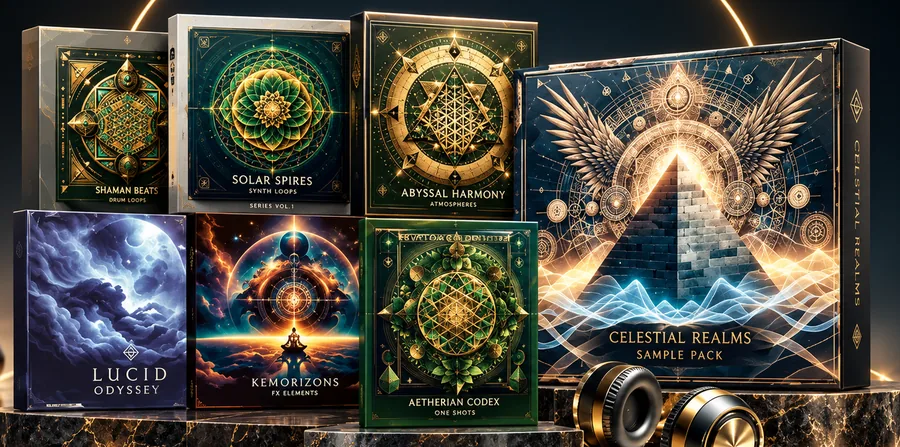 SHAMAN BEATS
DRUM LOOPS
SOLAR SPIRES
SYNTH LOOPS
SERIES VOL.1
ABYSSAL HARMONY
ATMOSPHERES
LUCID
ODYSSEY
KEMORIZONS
FX ELEMENTS
AETHERIAN CODEX
ONE SHOTS
CELESTIAL REALMS
SAMPLE PACK
CELESTIAL REALMS